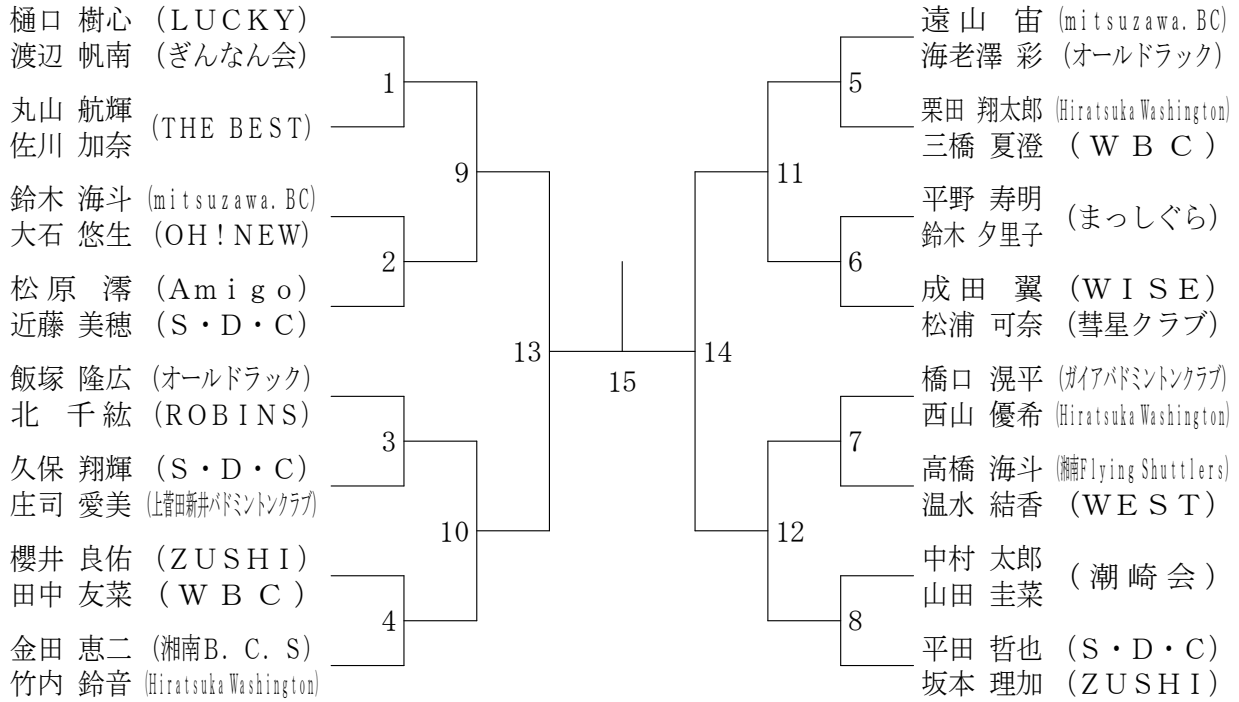 樋口 樹心 (LUCKY)
渡辺 帆南 (ぎんなん会)
丸山 航輝
佐川 加奈
(THE BEST)
鈴木 海斗 (mitsuzawa. BC)
大石 悠生 (OH!NEW)
松原 澪 (Amigo)
近藤 美穂 (S・D・C)
飯塚 隆広 (オールドラック)
北 千紘 (ROBINS)
久保 翔輝 (S・D・C)
庄司 愛美 (上菅田新井バドミントンクラブ)
櫻井 良佑 (ZUSHI)
田中 友菜 (WBC)
金田 恵二 (湘南B. C. S)
竹内 鈴音 (Hiratsuka Washington)
1
2
3
4
9
10
13
15
14
11
12
5
6
7
8
遠山 宙 (mitsuzawa. BC)
海老澤 彩 (オールドラック)
栗田 翔太郎 (Hiratsuka Washington)
三橋 夏澄 (WBC)
平野 寿明
鈴木 夕里子
(まっしぐら)
成田 翼 (WISE)
松浦 可奈 (彗星クラブ)
橋口 滉平 (ガイアバドミントンクラブ)
西山 優希 (Hiratsuka Washington)
高橋 海斗 (湘南Flying Shuttlers)
温水 結香 (WEST)
中村 太郎
山田 圭菜
(潮崎会)
平田 哲也 (S・D・C)
坂本 理加 (ZUSHI)